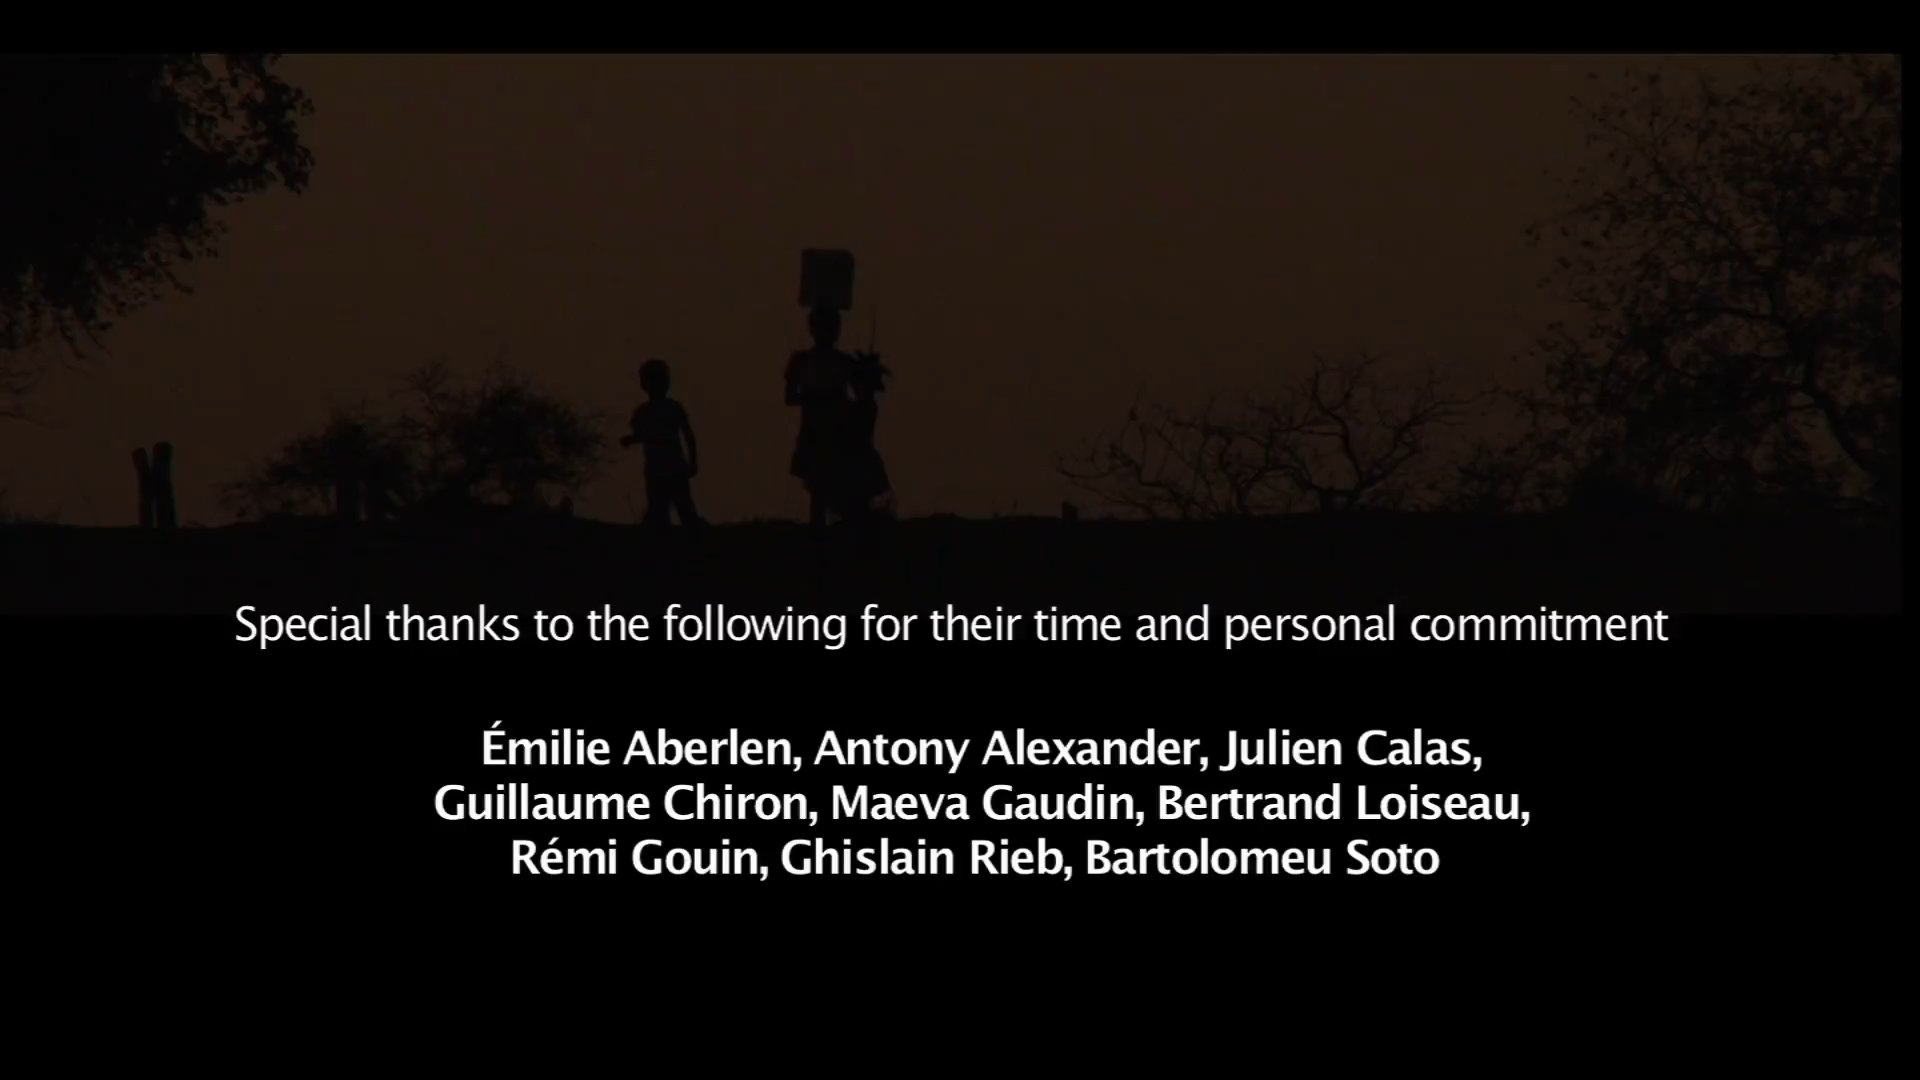 Special thanks to the following for their time and personal commitment
Émilie Aberlen, Antony Alexander, Julien Calas,
Guillaume Chiron, Maeva Gaudin, Bertrand Loiseau,
Rémi Gouin, Ghislain Rieb, Bartolomeu Soto